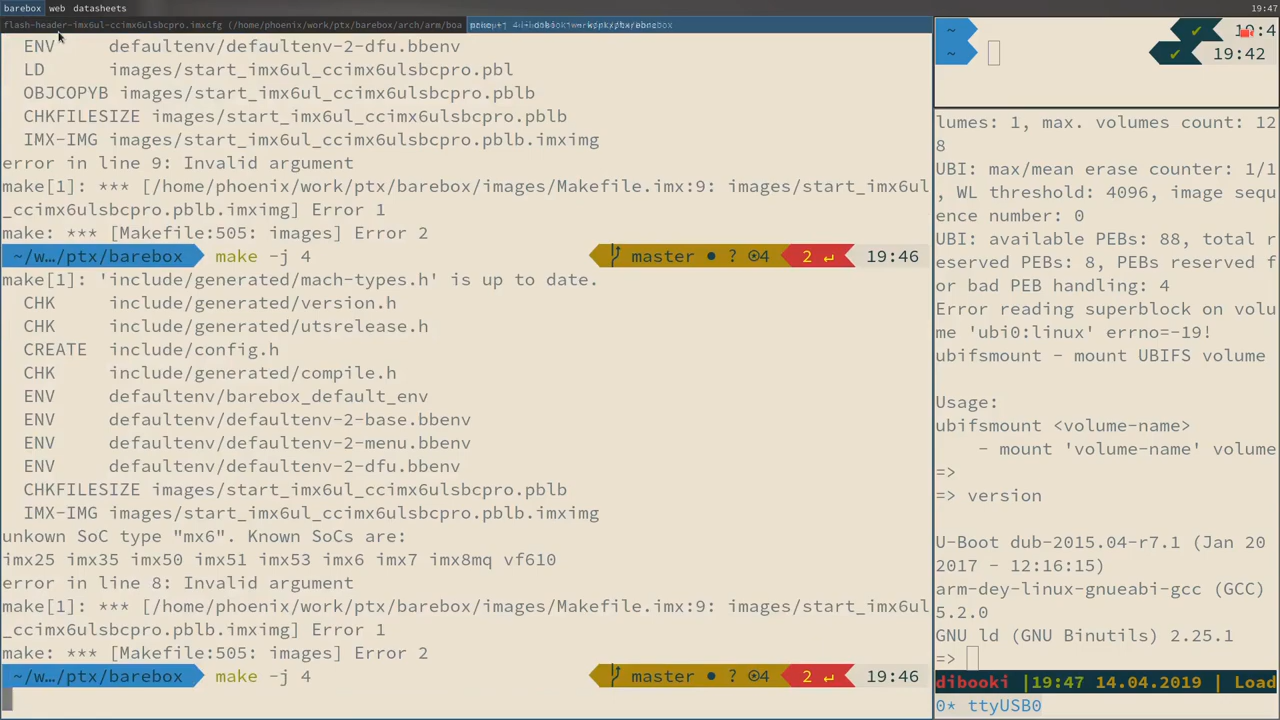 barebox web datasheets 19:47
flash-header-imx6ul-ccimx6ulsbcpro.imxcfg (/home/phoenix/work/ptx/barebox/arch/arm/boa
ENV defaultenv/defaultenv-2-dfu.bbenv
LD images/start_imx6ul_ccimx6ulsbcpro.pbl
OBJCOPYB images/start_imx6ul_ccimx6ulsbcpro.pblb
CHKFILESIZE images/start_imx6ul_ccimx6ulsbcpro.pblb
IMX-IMG images/start_imx6ul_ccimx6ulsbcpro.pblb.imximg
error in line 9: Invalid argument
make[1]: *** [/home/phoenix/work/ptx/barebox/images/Makefile.imx:9: images/start_imx6ul
_ccimx6ulsbcpro.pblb.imximg] Error 1
make: *** [Makefile:505: images] Error 2
~/w…/ptx/barebox make -j 4 master ● ? ⊙4 2 ↵ 19:46
make[1]: 'include/generated/mach-types.h' is up to date.
CHK include/generated/version.h
CHK include/generated/utsrelease.h
CREATE include/config.h
CHK include/generated/compile.h
ENV defaultenv/barebox_default_env
ENV defaultenv/defaultenv-2-base.bbenv
ENV defaultenv/defaultenv-2-menu.bbenv
ENV defaultenv/defaultenv-2-dfu.bbenv
CHKFILESIZE images/start_imx6ul_ccimx6ulsbcpro.pblb
IMX-IMG images/start_imx6ul_ccimx6ulsbcpro.pblb.imximg
unkown SoC type "mx6". Known SoCs are:
imx25 imx35 imx50 imx51 imx53 imx6 imx7 imx8mq vf610
error in line 8: Invalid argument
make[1]: *** [/home/phoenix/work/ptx/barebox/images/Makefile.imx:9: images/start_imx6ul
_ccimx6ulsbcpro.pblb.imximg] Error 1
make: *** [Makefile:505: images] Error 2
~/w…/ptx/barebox make -j 4 master ● ? ⊙4 2 ↵ 19:46
~ ✔
~ ✔ 19:42
lumes: 1, max. volumes count: 12
8
UBI: max/mean erase counter: 1/1
, WL threshold: 4096, image sequ
ence number: 0
UBI: available PEBs: 88, total r
eserved PEBs: 8, PEBs reserved f
or bad PEB handling: 4
Error reading superblock on volu
me 'ubi0:linux' errno=-19!
ubifsmount - mount UBIFS volume
Usage:
ubifsmount <volume-name>
- mount 'volume-name' volume
=>
=> version
U-Boot dub-2015.04-r7.1 (Jan 20
2017 - 12:16:15)
arm-dey-linux-gnueabi-gcc (GCC)
5.2.0
GNU ld (GNU Binutils) 2.25.1
=>
dibooki |19:47 14.04.2019 | Load
0* ttyUSB0